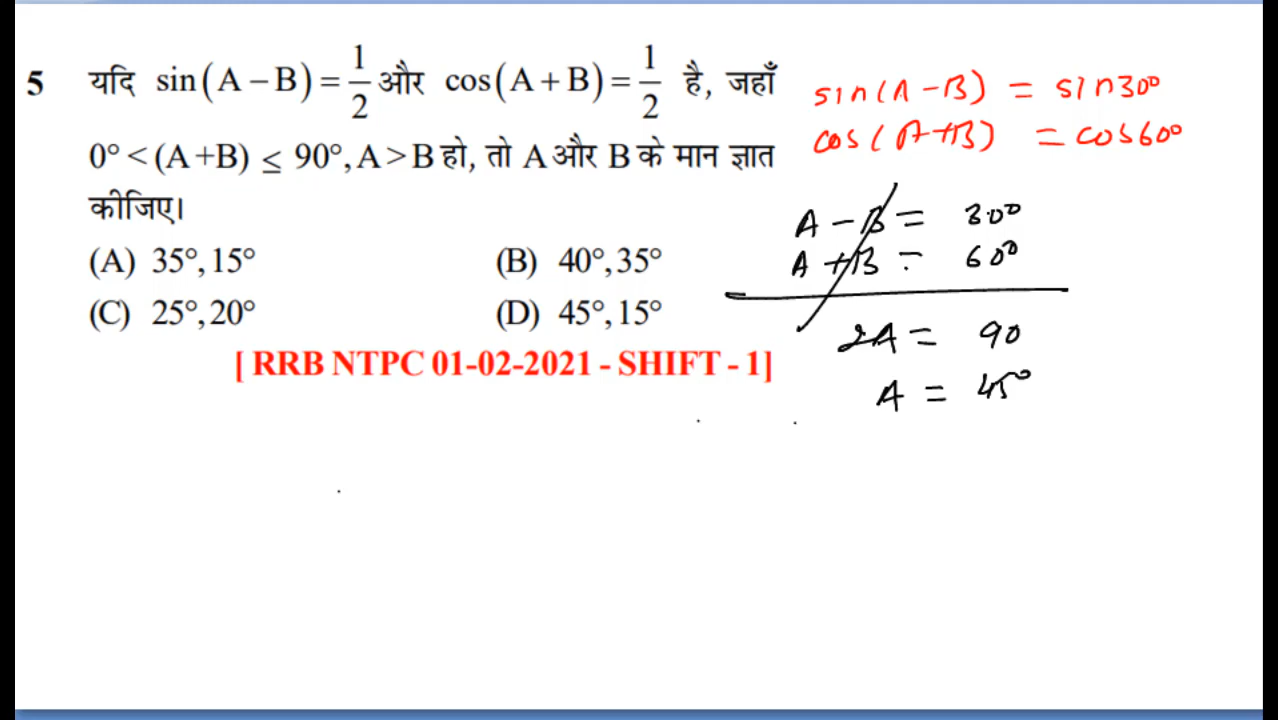 5 यदि sin(A − B) = 1/2 और cos(A + B) = 1/2 है, जहाँ
0° < (A +B) ≤ 90°, A > B हो, तो A और B के मान ज्ञात
कीजिए।
(A) 35°, 15° (B) 40°, 35°
(C) 25°, 20° (D) 45°, 15°
[ RRB NTPC 01-02-2021 - SHIFT - 1]
sin(A − B) = sin30°
cos(A+B) = cos60°
A − B = 30°
A + B = 60°
2A = 90
A = 45°